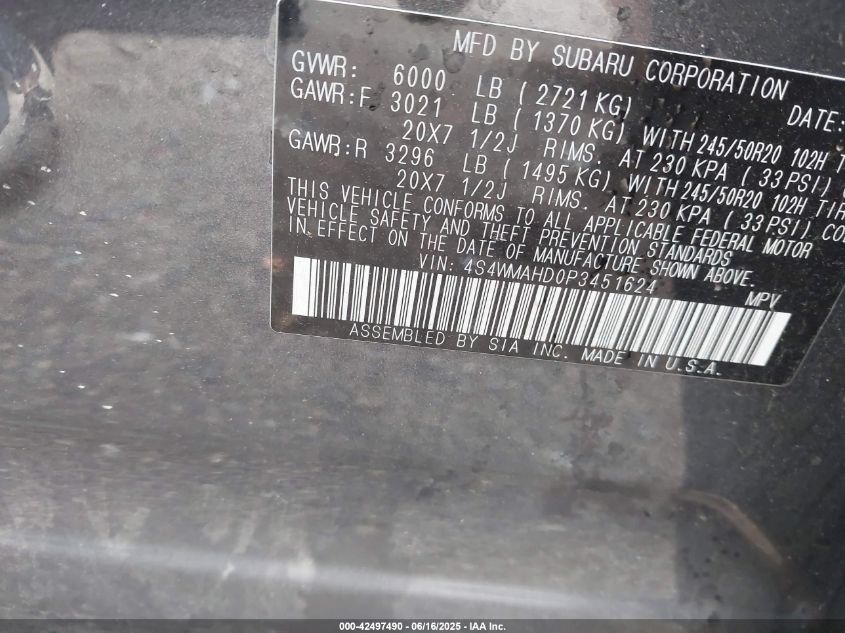 MFD BY SUBARU CORPORATION
GVWR: 6000 LB ( 2721 KG) DATE:
GAWR:F 3021 LB ( 1370 KG) WITH 245/50R20 102H T
20X7 1/2J RIMS. AT 230 KPA ( 33 PSI)
GAWR:R 3296 LB ( 1495 KG) WITH 245/50R20 102H TIR
20X7 1/2J RIMS. AT 230 KPA ( 33 PSI) CO
THIS VEHICLE CONFORMS TO ALL APPLICABLE FEDERAL MOTOR
VEHICLE SAFETY AND THEFT PREVENTION STANDARDS
IN EFFECT ON THE DATE OF MANUFACTURE SHOWN ABOVE.
VIN: 4S4WMAHD0P3451624 MPV
ASSEMBLED BY SIA INC. MADE IN U.S.A.
000-42497490 - 06/16/2025 - IAA Inc.